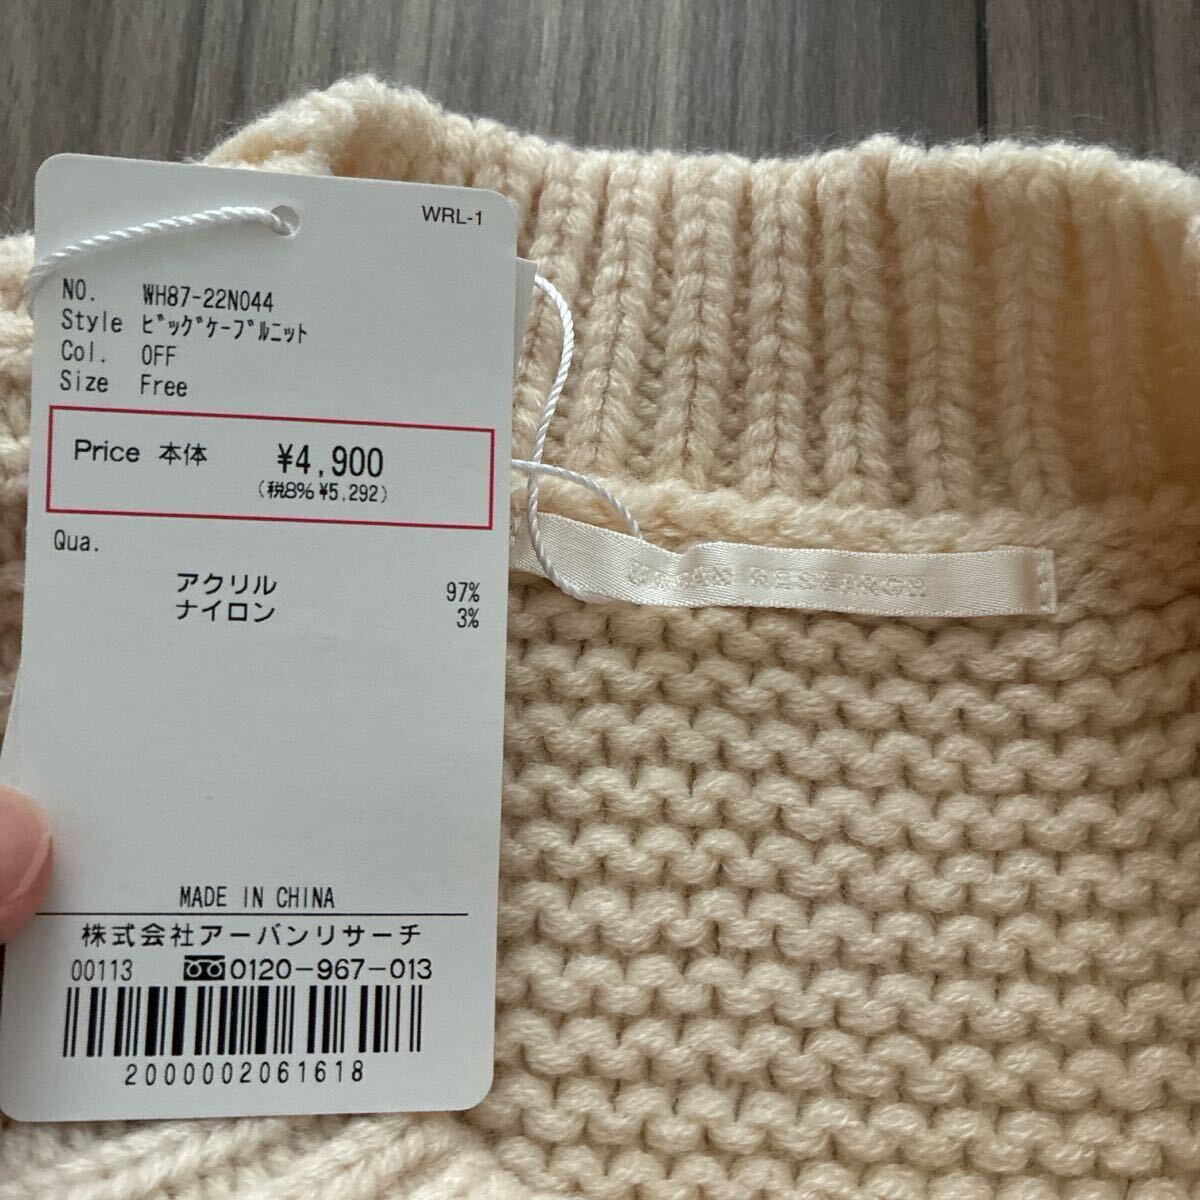 WRL-1
NO. WH87-22N044
Style ﾋﾞｯｸﾞｹｰﾌﾞﾙﾆｯﾄ
Col. OFF
Size Free
Price 本体 ¥4,900
(税8% ¥5,292)
Qua.
アクリル 97%
ナイロン 3%
MADE IN CHINA
株式会社アーバンリサーチ
00113 0120-967-013
2000002061618
URBAN RESEARCH